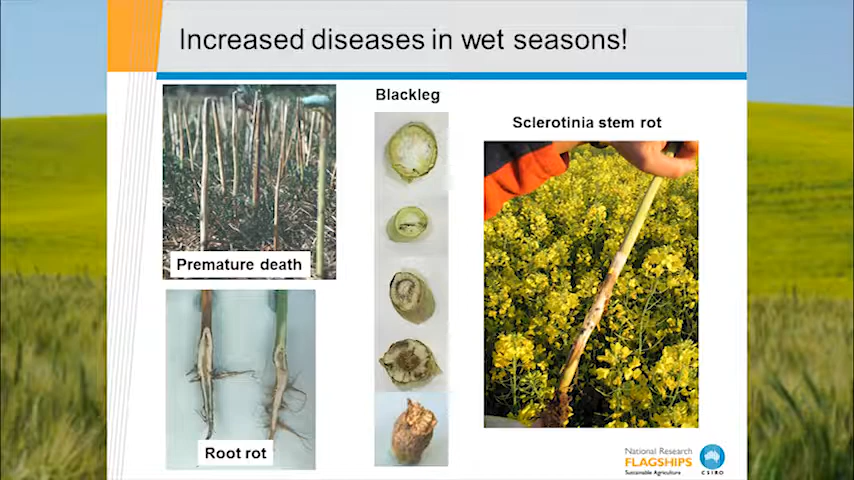 Increased diseases in wet seasons!
Blackleg
Sclerotinia stem rot
Premature death
Root rot
National Research
FLAGSHIPS
Sustainable Agriculture
CSIRO